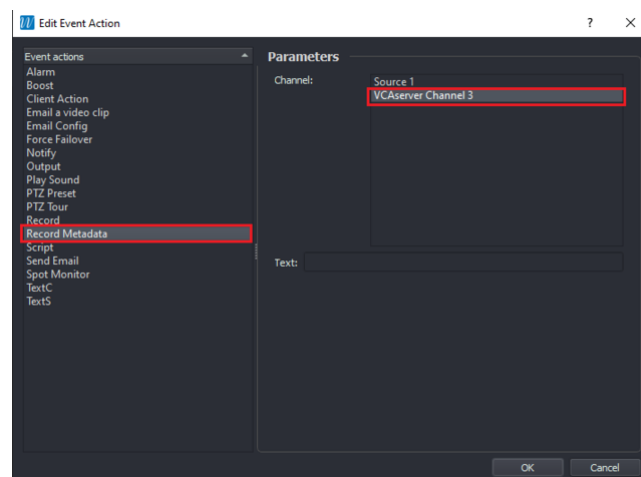 Edit Event Action
Event actions
Alarm
Boost
Client Action
Email a video clip
Email Config
Force Failover
Notify
Output
Play Sound
PTZ Preset
PTZ Tour
Record
Record Metadata
Script
Send Email
Spot Monitor
TextC
TextS
Parameters
Channel:
Source 1
VCAserver Channel 3
Text:
OK
Cancel